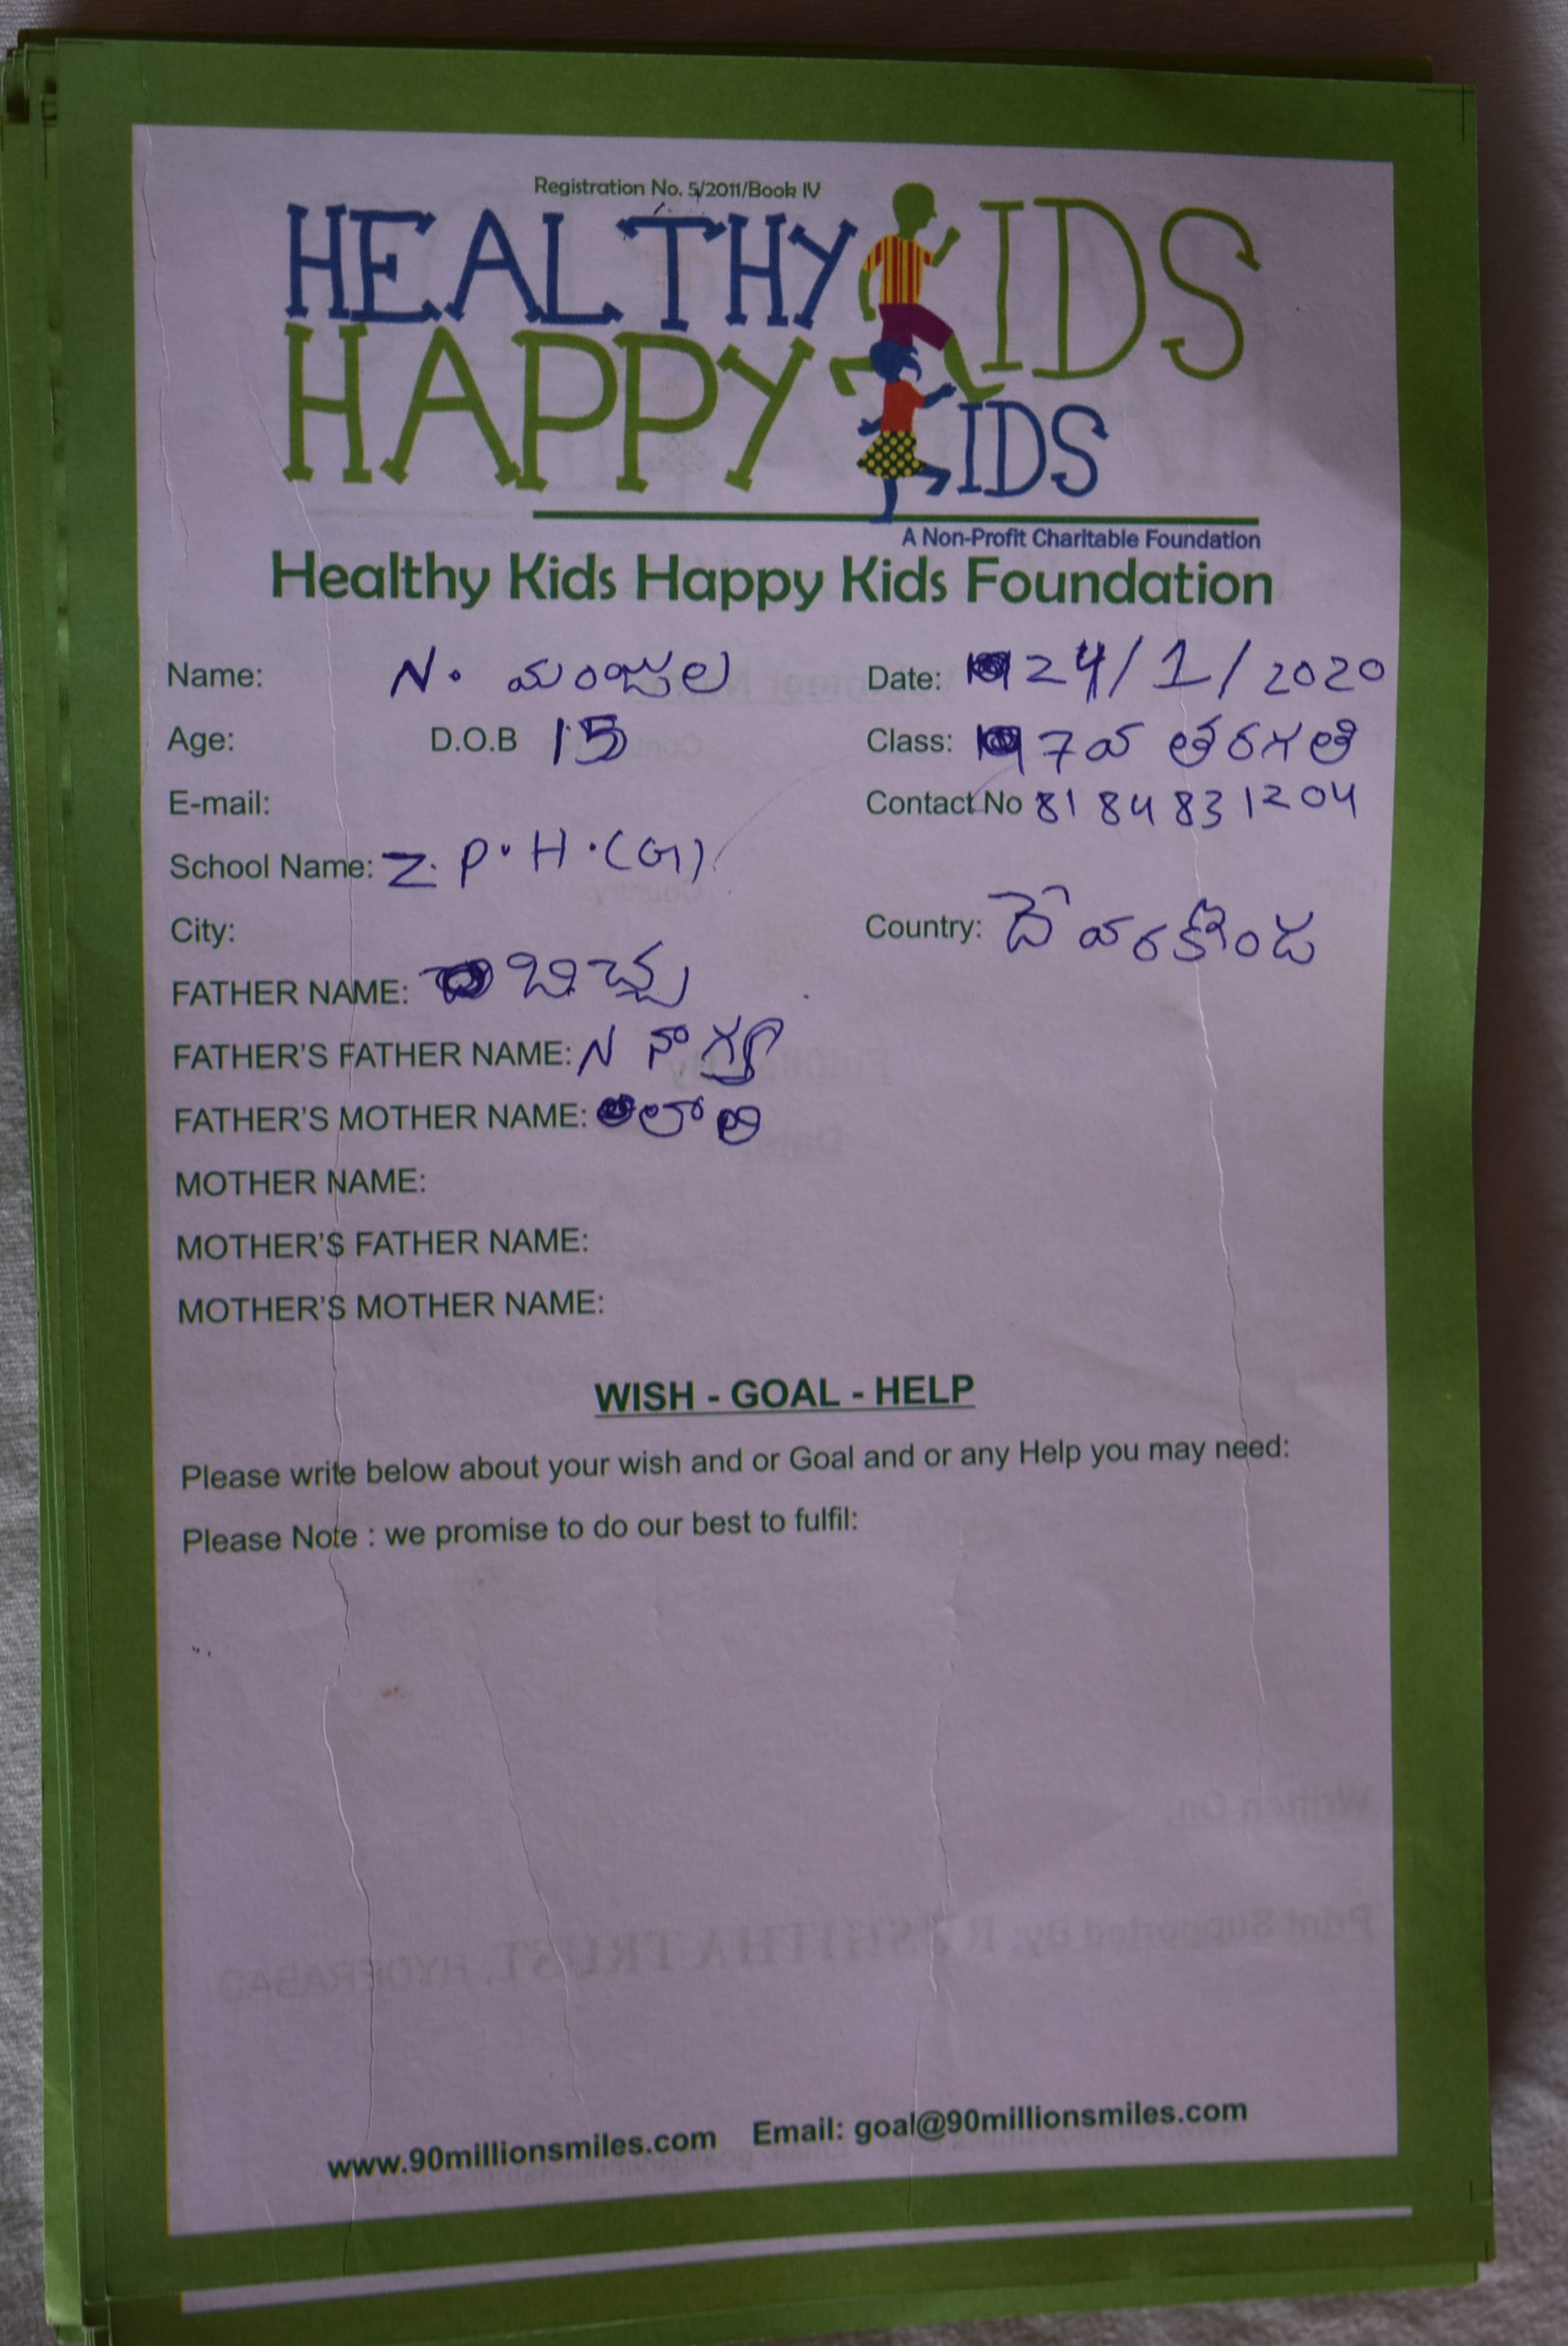 Registration No. 5/2011/Book IV
HEALTHY KIDS
HAPPY KIDS
A Non-Profit Charitable Foundation
Healthy Kids Happy Kids Foundation
Name: N. మంజుల Date: 24/1/2020
Age: D.O.B 15 Class: 7వ తరగతి
E-mail: Contact No 8184831204
School Name: Z.P.H.(G)
City: Country: దేవరకొండ
FATHER NAME: బిచ్చు
FATHER'S FATHER NAME: N
FATHER'S MOTHER NAME:
MOTHER NAME:
MOTHER'S FATHER NAME:
MOTHER'S MOTHER NAME:
WISH - GOAL - HELP
Please write below about your wish and or Goal and or any Help you may need:
Please Note : we promise to do our best to fulfil:
www.90millionsmiles.com Email: goal@90millionsmiles.com